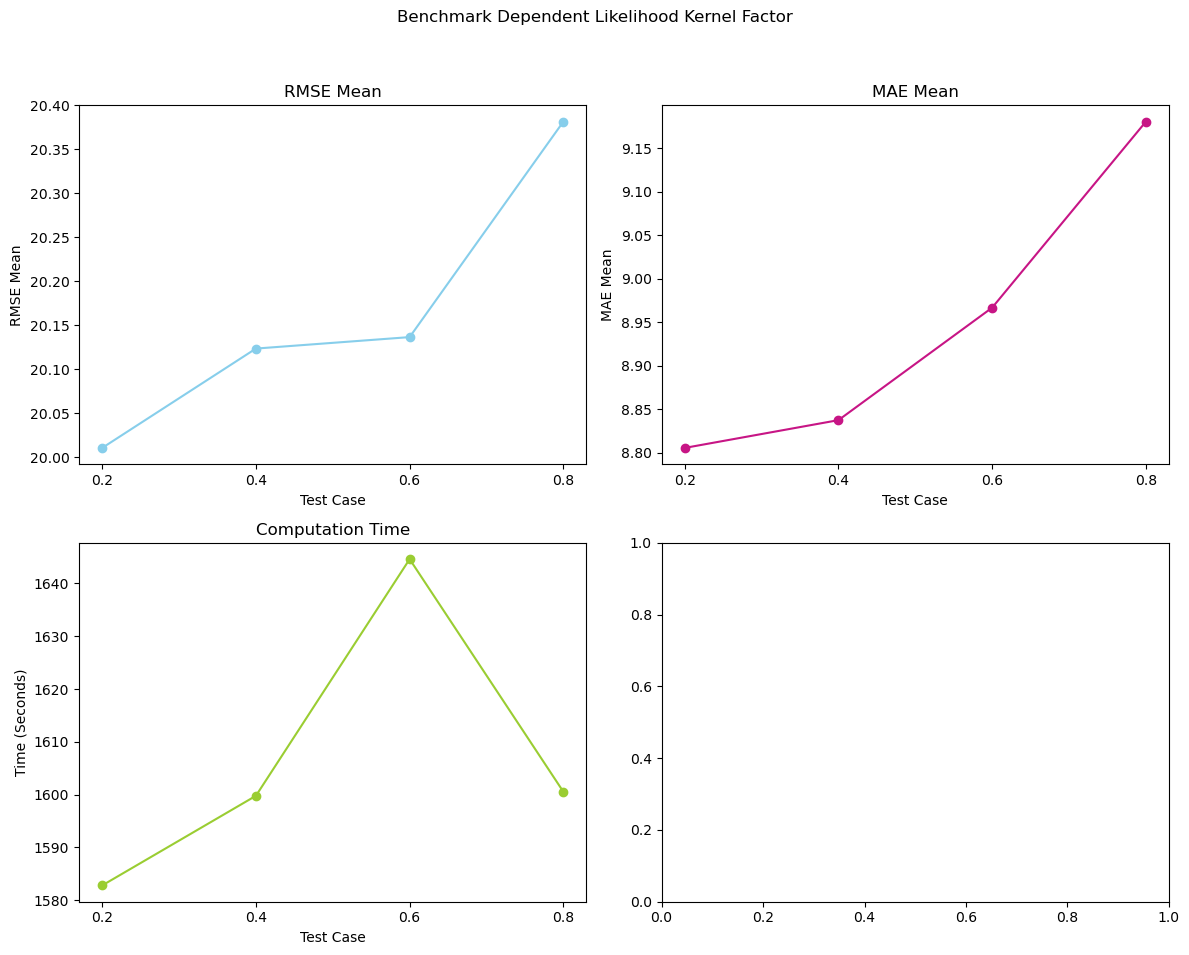 Benchmark Dependent Likelihood Kernel Factor
RMSE Mean
20.40
20.35
20.30
20.25
20.20
20.15
20.10
20.05
20.00
RMSE Mean
0.2 0.4 0.6 0.8
Test Case
MAE Mean
9.15
9.10
9.05
9.00
8.95
8.90
8.85
8.80
MAE Mean
0.2 0.4 0.6 0.8
Test Case
Computation Time
1640
1630
1620
1610
1600
1590
1580
Time (Seconds)
0.2 0.4 0.6 0.8
Test Case
1.0
0.8
0.6
0.4
0.2
0.0
0.0 0.2 0.4 0.6 0.8 1.0